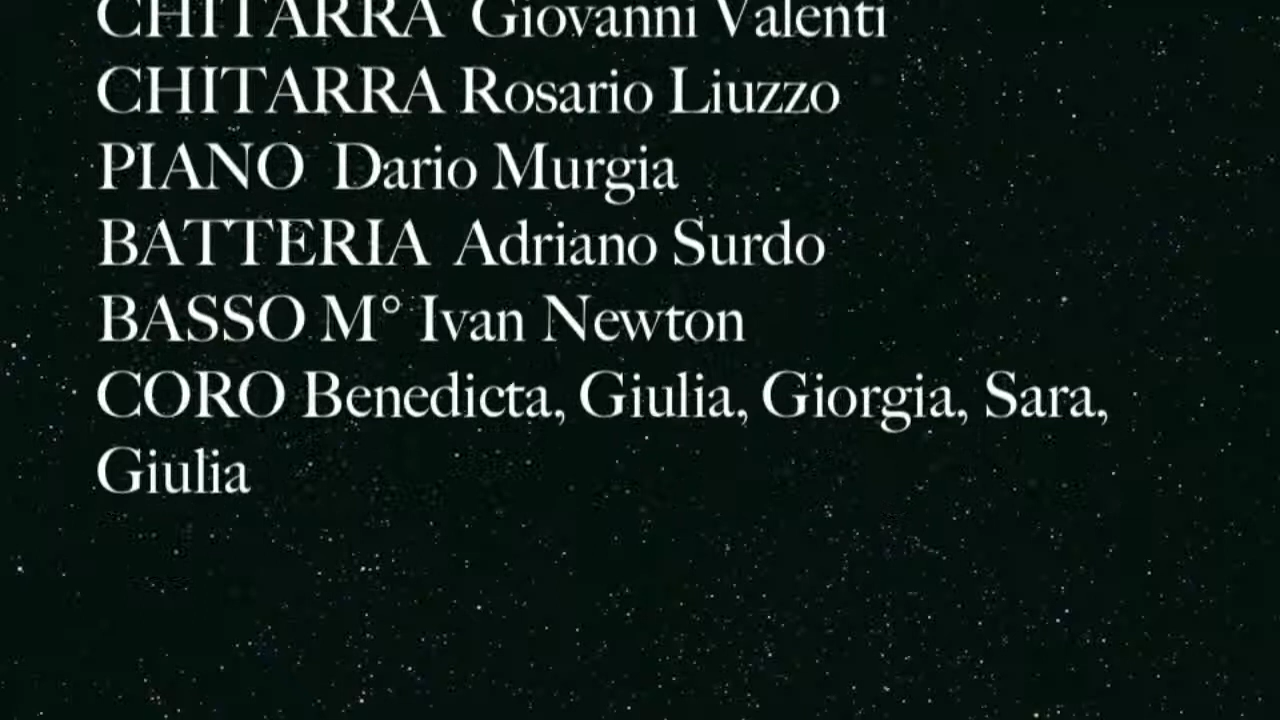 CHITARRA Giovanni Valenti
CHITARRA Rosario Liuzzo
PIANO Dario Murgia
BATTERIA Adriano Surdo
BASSO M° Ivan Newton
CORO Benedicta, Giulia, Giorgia, Sara,
Giulia